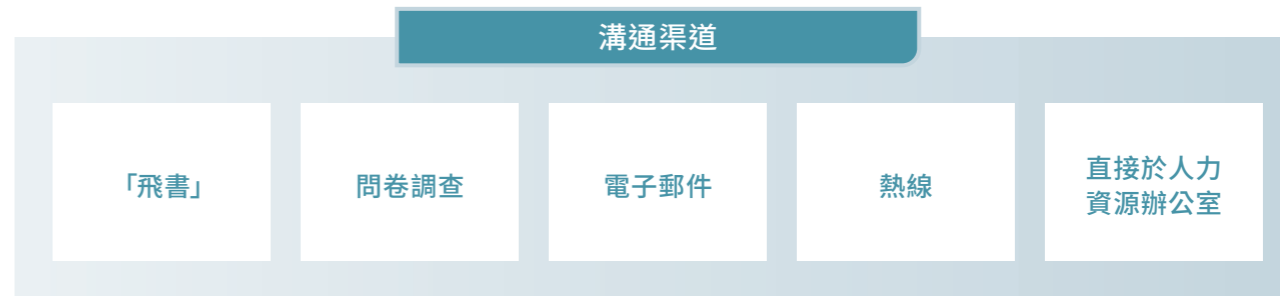 溝通渠道
「飛書」
問卷調查
電子郵件
熱線
直接於人力
資源辦公室